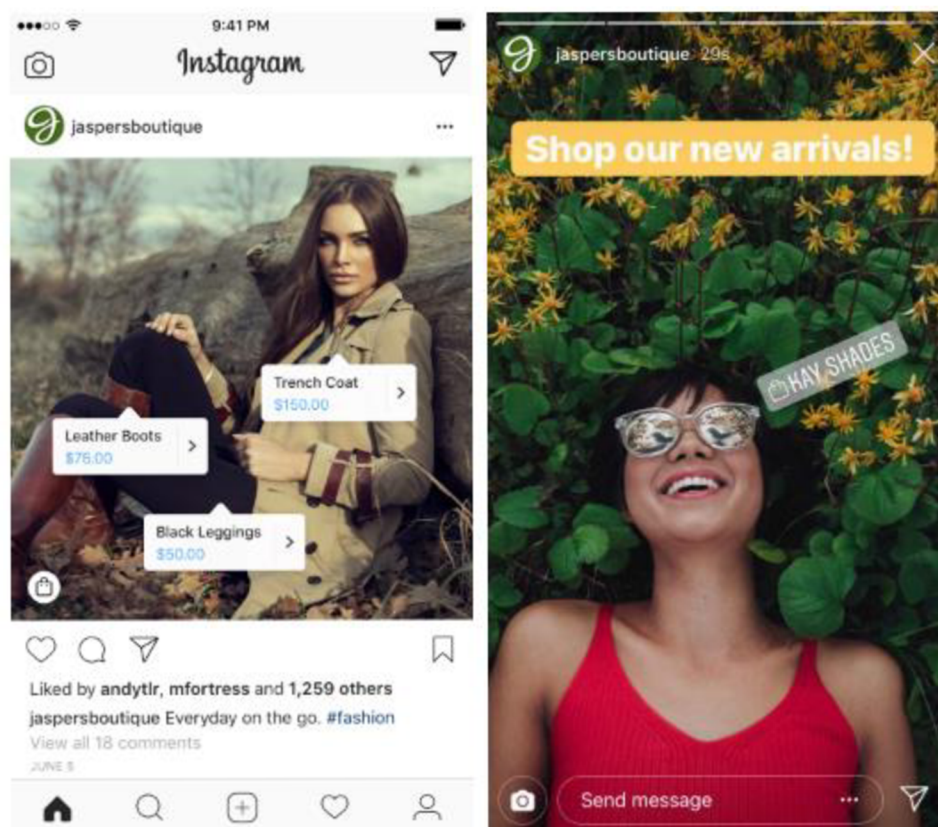 9:41 PM
Instagram
jaspersboutique
Trench Coat
$150.00
Leather Boots
$75.00
Black Leggings
$50.00
Liked by andytlr, mfortress and 1,259 others
jaspersboutique Everyday on the go. #fashion
View all 18 comments
JUNE 5
jaspersboutique 29s
Shop our new arrivals!
KAY SHADES
Send message